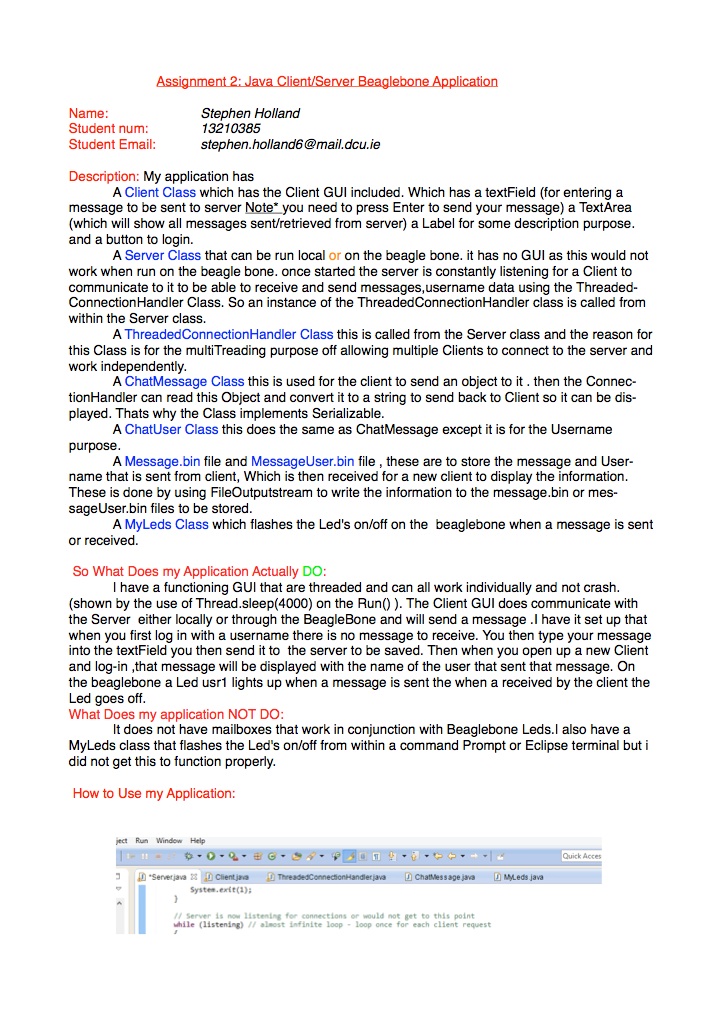 Assignment 2: Java Client/Server Beaglebone Application
Name: Stephen Holland
Student num: 13210385
Student Email: stephen.holland6@mail.dcu.ie
Description: My application has
A Client Class which has the Client GUI included. Which has a textField (for entering a
message to be sent to server Note* you need to press Enter to send your message) a TextArea
(which will show all messages sent/retrieved from server) a Label for some description purpose.
and a button to login.
A Server Class that can be run local or on the beagle bone. it has no GUI as this would not
work when run on the beagle bone. once started the server is constantly listening for a Client to
communicate to it to be able to receive and send messages,username data using the Threaded-
ConnectionHandler Class. So an instance of the ThreadedConnectionHandler class is called from
within the Server class.
A ThreadedConnectionHandler Class this is called from the Server class and the reason for
this Class is for the multiTreading purpose off allowing multiple Clients to connect to the server and
work independently.
A ChatMessage Class this is used for the client to send an object to it . then the Connec-
tionHandler can read this Object and convert it to a string to send back to Client so it can be dis-
played. Thats why the Class implements Serializable.
A ChatUser Class this does the same as ChatMessage except it is for the Username
purpose.
A Message.bin file and MessageUser.bin file , these are to store the message and User-
name that is sent from client, Which is then received for a new client to display the information.
These is done by using FileOutputstream to write the information to the message.bin or mes-
sageUser.bin files to be stored.
A MyLeds Class which flashes the Led's on/off on the beaglebone when a message is sent
or received.
So What Does my Application Actually DO:
I have a functioning GUI that are threaded and can all work individually and not crash.
(shown by the use of Thread.sleep(4000) on the Run() ). The Client GUI does communicate with
the Server either locally or through the BeagleBone and will send a message .I have it set up that
when you first log in with a username there is no message to receive. You then type your message
into the textField you then send it to the server to be saved. Then when you open up a new Client
and log-in ,that message will be displayed with the name of the user that sent that message. On
the beaglebone a Led usr1 lights up when a message is sent the when a received by the client the
Led goes off.
What Does my application NOT DO:
It does not have mailboxes that work in conjunction with Beaglebone Leds.I also have a
MyLeds class that flashes the Led's on/off from within a command Prompt or Eclipse terminal but i
did not get this to function properly.
How to Use my Application:
ject Run Window Help
Quick Acces
*Server.java Client.java ThreadedConnectionHandler.java ChatMessage.java MyLeds.java
System.exit(1);
}
// Server is now listening for connections or would not get to this point
while (listening) // almost infinite loop - loop once for each client request
{